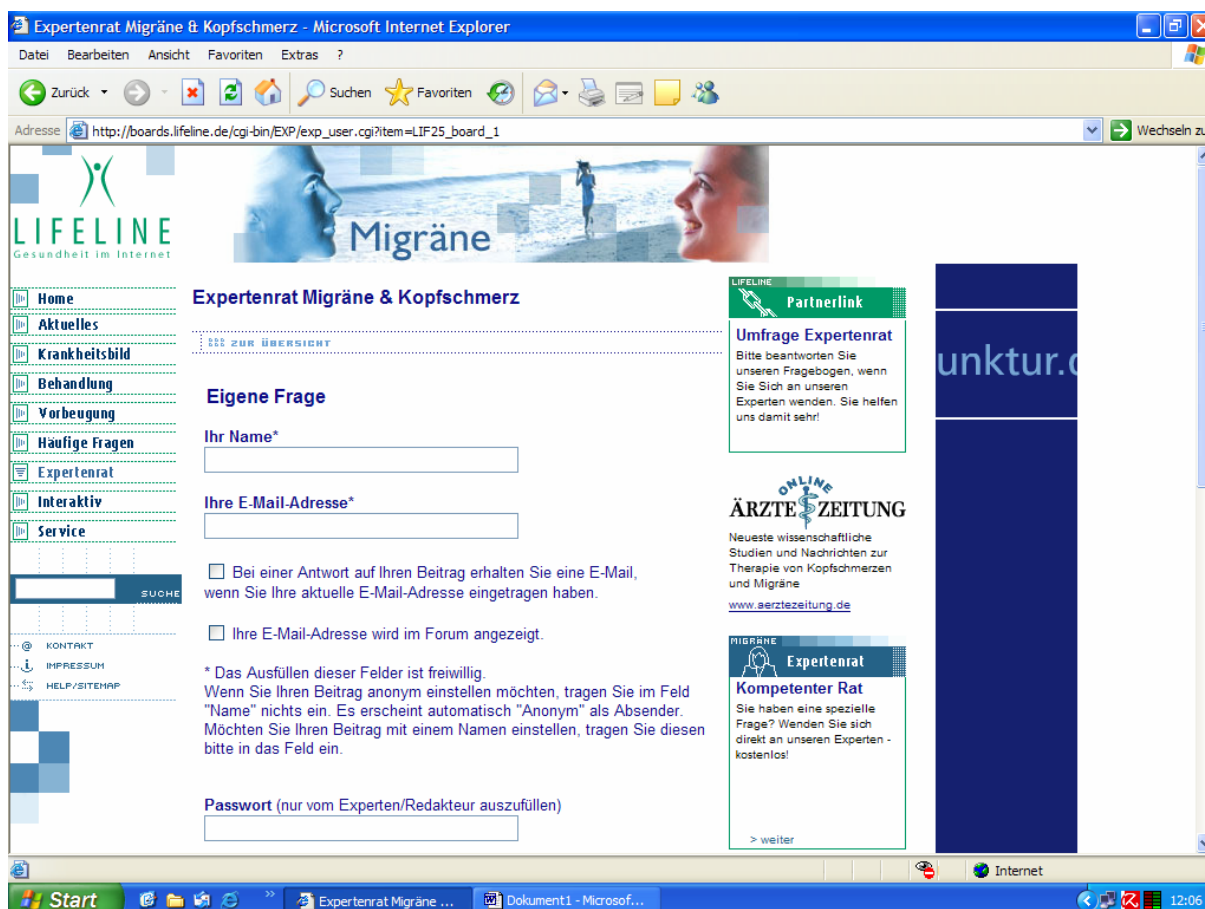 Expertenrat Migräne & Kopfschmerz - Microsoft Internet Explorer
Datei Bearbeiten Ansicht Favoriten Extras ?
Zurück Suchen Favoriten
Adresse http://boards.lifeline.de/cgi-bin/EXP/exp_user.cgi?item=LIF25_board_1 Wechseln zu
LIFELINE
Gesundheit im Internet
Migräne
Home
Aktuelles
Krankheitsbild
Behandlung
Vorbeugung
Häufige Fragen
Expertenrat
Interaktiv
Service
SUCHE
KONTAKT
IMPRESSUM
HELP/SITEMAP
Expertenrat Migräne & Kopfschmerz
ZUR ÜBERSICHT
Eigene Frage
Ihr Name*
Ihre E-Mail-Adresse*
Bei einer Antwort auf Ihren Beitrag erhalten Sie eine E-Mail,
wenn Sie Ihre aktuelle E-Mail-Adresse eingetragen haben.
Ihre E-Mail-Adresse wird im Forum angezeigt.
* Das Ausfüllen dieser Felder ist freiwillig.
Wenn Sie Ihren Beitrag anonym einstellen möchten, tragen Sie im Feld
"Name" nichts ein. Es erscheint automatisch "Anonym" als Absender.
Möchten Sie Ihren Beitrag mit einem Namen einstellen, tragen Sie diesen
bitte in das Feld ein.
Passwort (nur vom Experten/Redakteur auszufüllen)
LIFELINE
Partnerlink
Umfrage Expertenrat
Bitte beantworten Sie
unseren Fragebogen, wenn
Sie Sich an unseren
Experten wenden. Sie helfen
uns damit sehr!
ONLINE
ÄRZTE ZEITUNG
Neueste wissenschaftliche
Studien und Nachrichten zur
Therapie von Kopfschmerzen
und Migräne
www.aerztezeitung.de
MIGRÄNE
Expertenrat
Kompetenter Rat
Sie haben eine spezielle
Frage? Wenden Sie sich
direkt an unseren Experten -
kostenlos!
> weiter
unktur.d
Internet
Start » Expertenrat Migräne ... Dokument1 - Microsof... 12:06